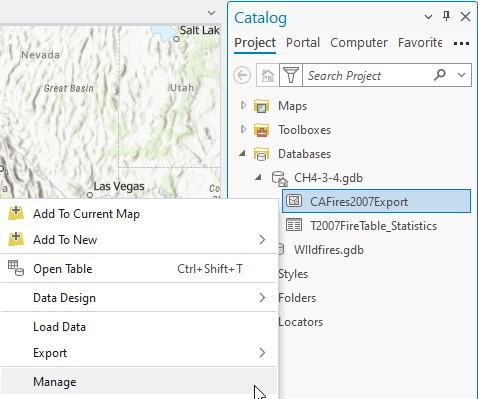 Salt Lak
Nevada
Great Basin
Utah
Las Vegas
Co
Catalog
Project Portal Computer Favorite
Search Project
Maps
Toolboxes
Databases
CH4-3-4.gdb
CAFires2007Export
T2007FireTable_Statistics
WIldfires.gdb
Styles
Folders
Locators
Add To Current Map
Add To New
Open Table Ctrl+Shift+T
Data Design
Load Data
Export
Manage